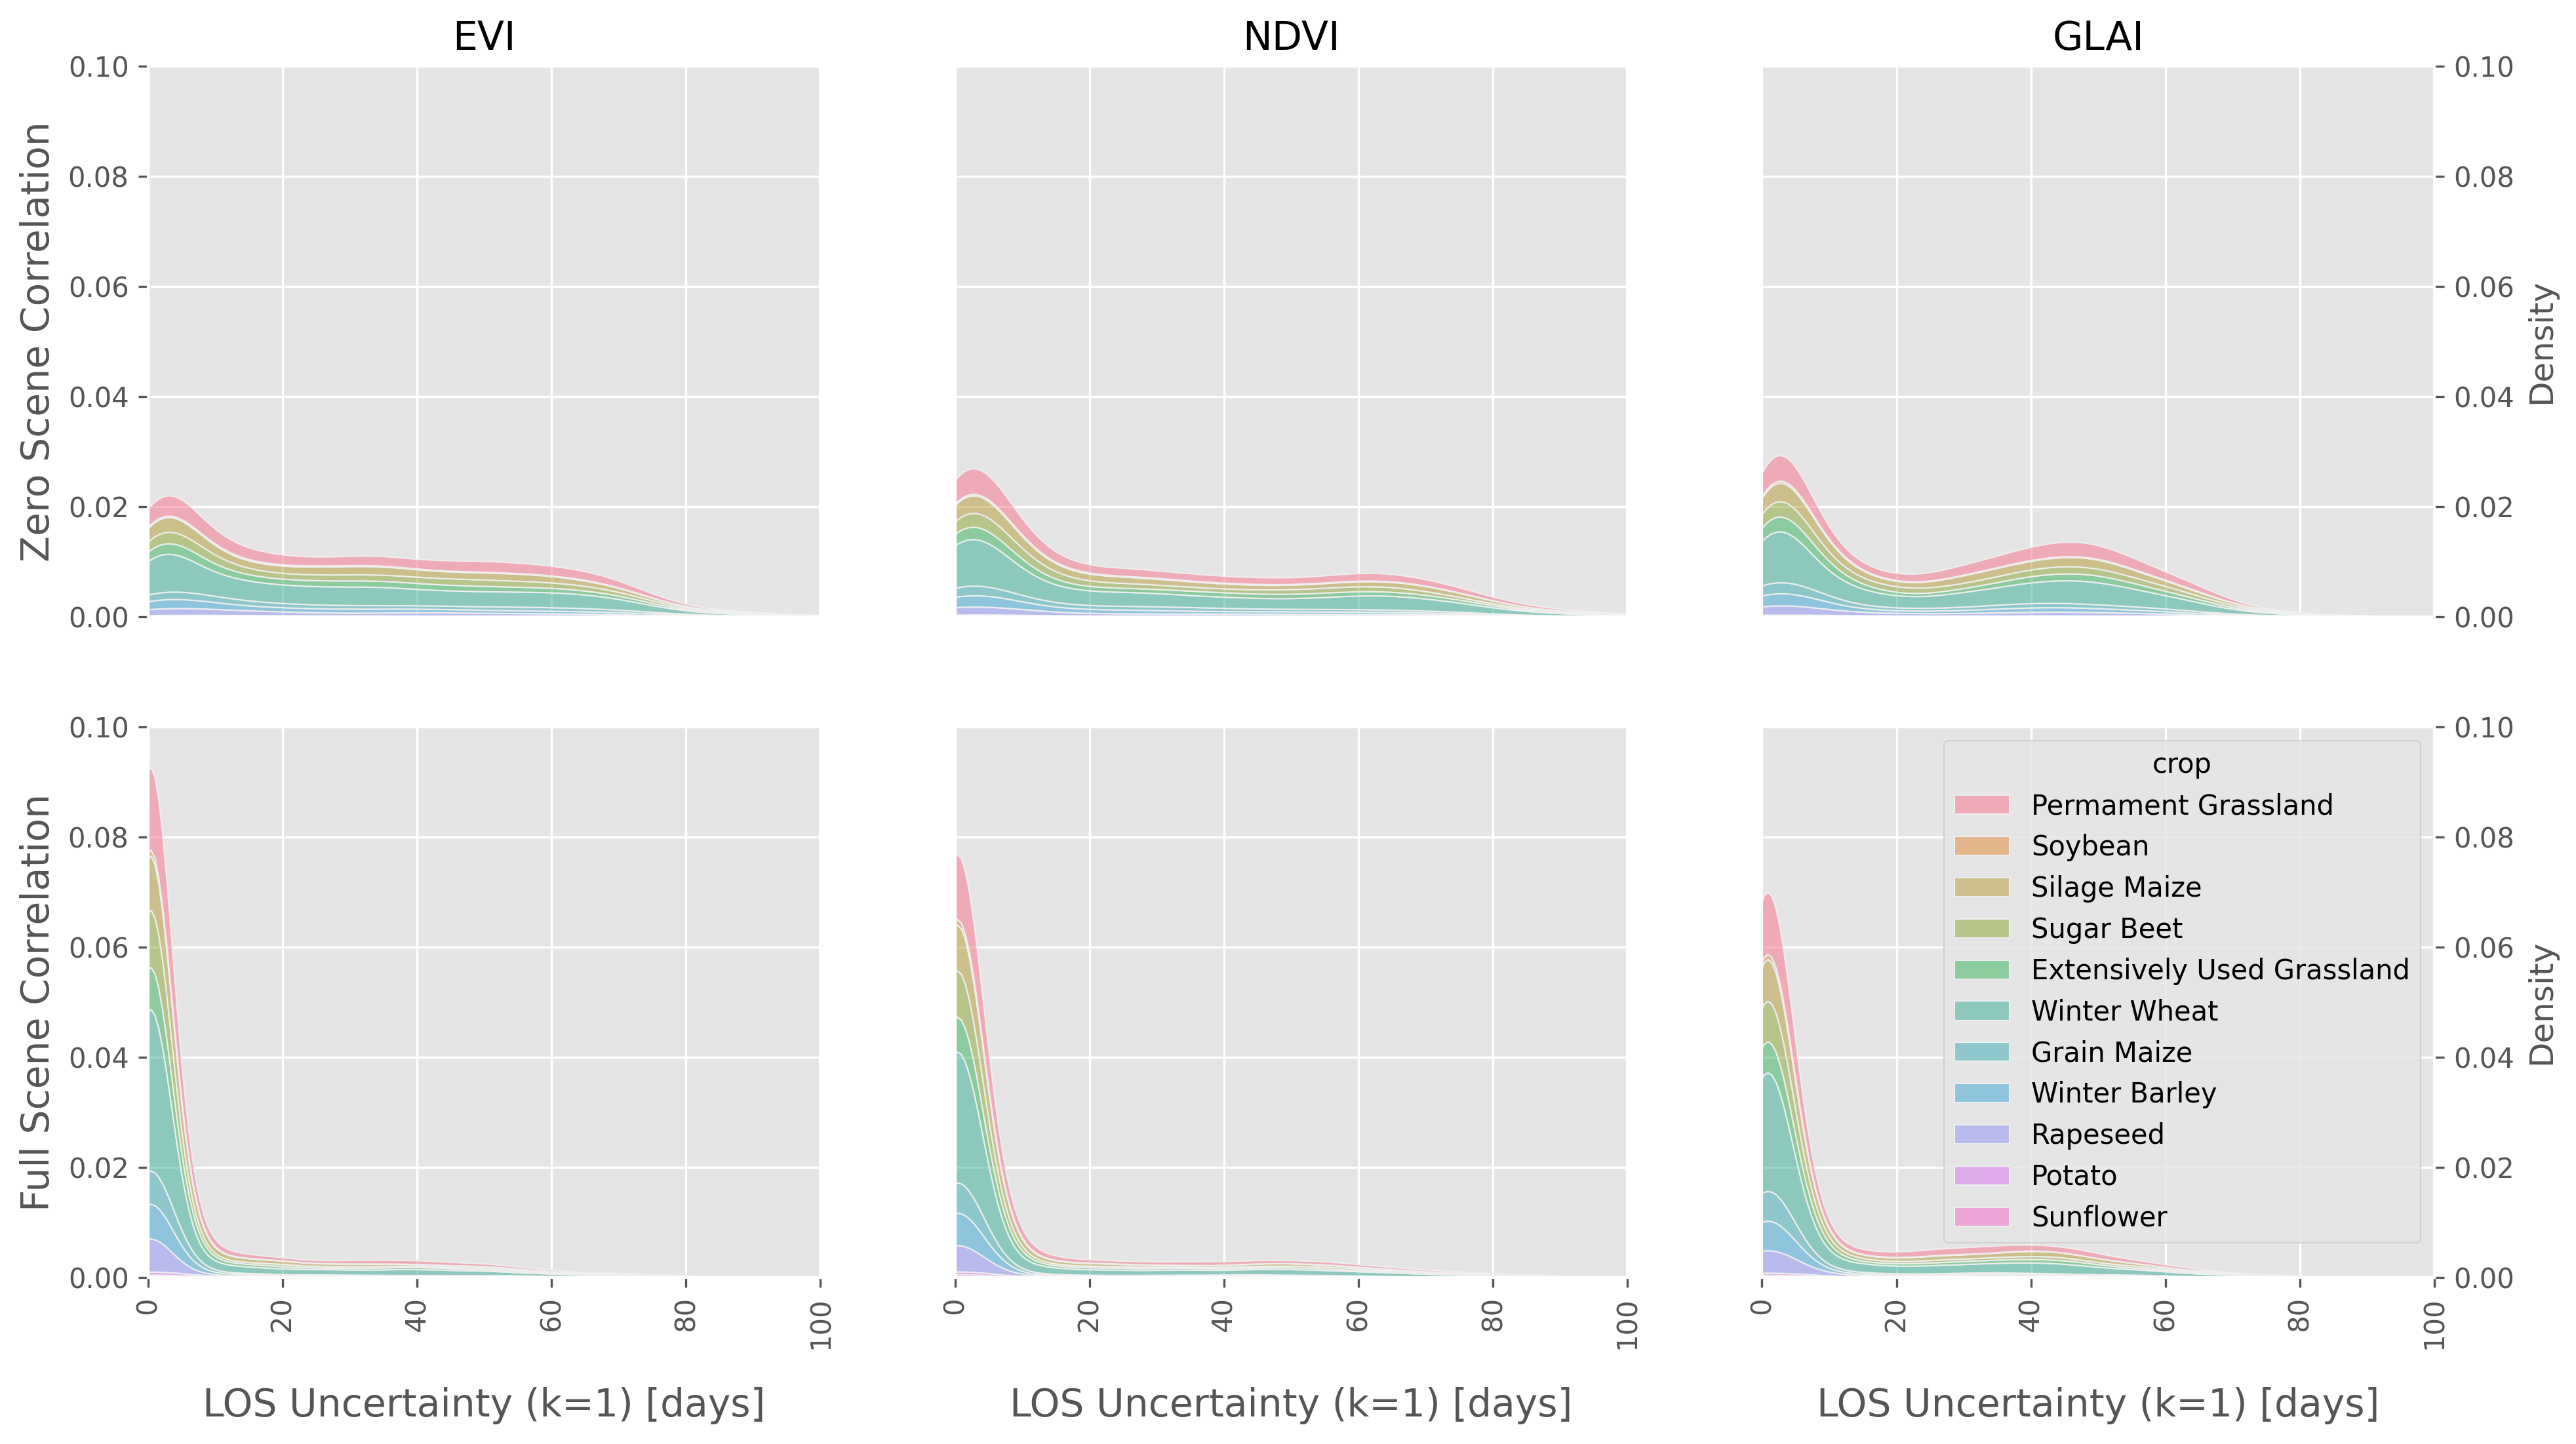 EVI
NDVI
GLAI
Zero Scene Correlation
0.10
0.08
0.06
0.04
0.02
0.00
0.10
0.08
0.06
0.04
0.02
0.00
Density
Full Scene Correlation
0.10
0.08
0.06
0.04
0.02
0.00
crop
Permament Grassland
Soybean
Silage Maize
Sugar Beet
Extensively Used Grassland
Winter Wheat
Grain Maize
Winter Barley
Rapeseed
Potato
Sunflower
0.10
0.08
0.06
0.04
0.02
0.00
Density
0 20 40 60 80 100
0 20 40 60 80 100
0 20 40 60 80 100
LOS Uncertainty (k=1) [days]
LOS Uncertainty (k=1) [days]
LOS Uncertainty (k=1) [days]